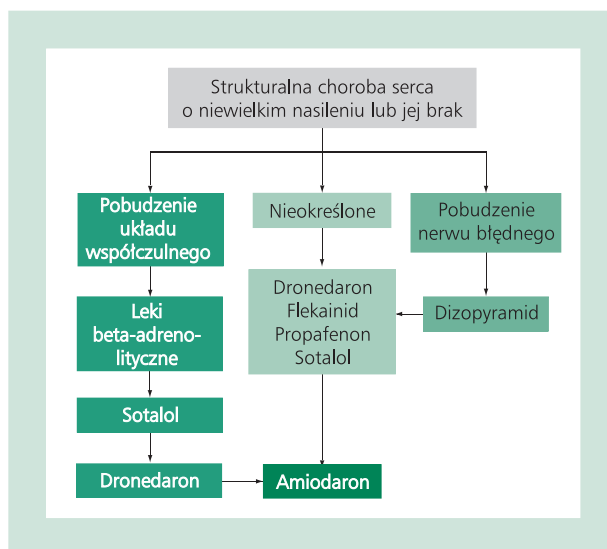 Strukturalna choroba serca
o niewielkim nasileniu lub jej brak
Pobudzenie
układu
współczulnego
Nieokreślone
Pobudzenie
nerwu błędnego
Leki
beta-adreno-
lityczne
Dronedaron
Flekainid
Propafenon
Sotalol
Dizopyramid
Sotalol
Dronedaron
Amiodaron